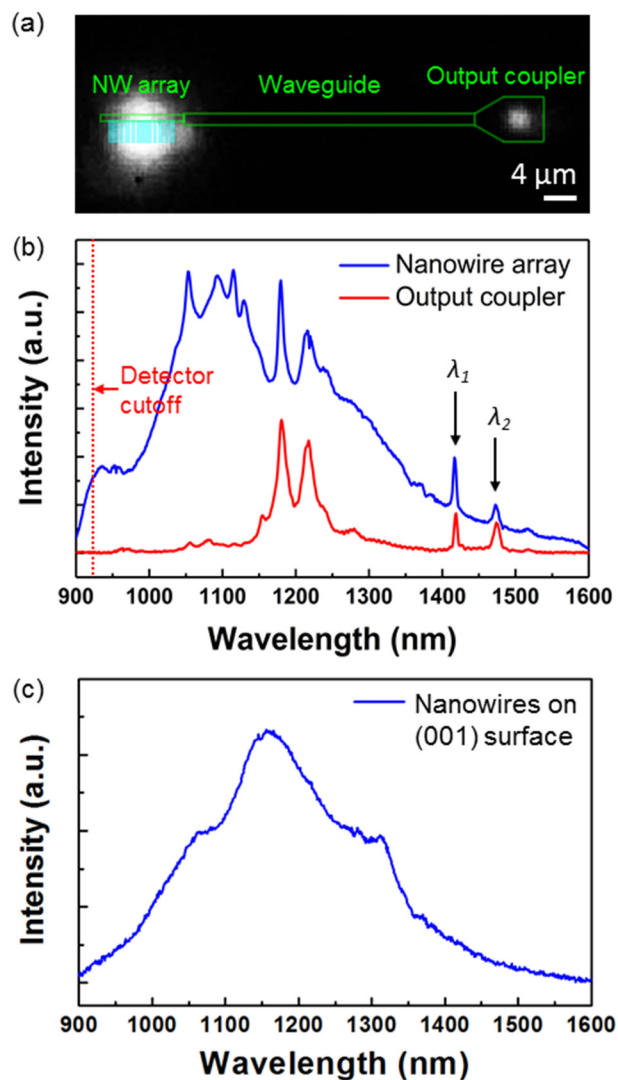 (a)
NW array
Waveguide
Output coupler
4 μm
(b)
Intensity (a.u.)
Nanowire array
Output coupler
Detector
cutoff
λ1
λ2
900 1000 1100 1200 1300 1400 1500 1600
Wavelength (nm)
(c)
Intensity (a.u.)
Nanowires on
(001) surface
900 1000 1100 1200 1300 1400 1500 1600
Wavelength (nm)